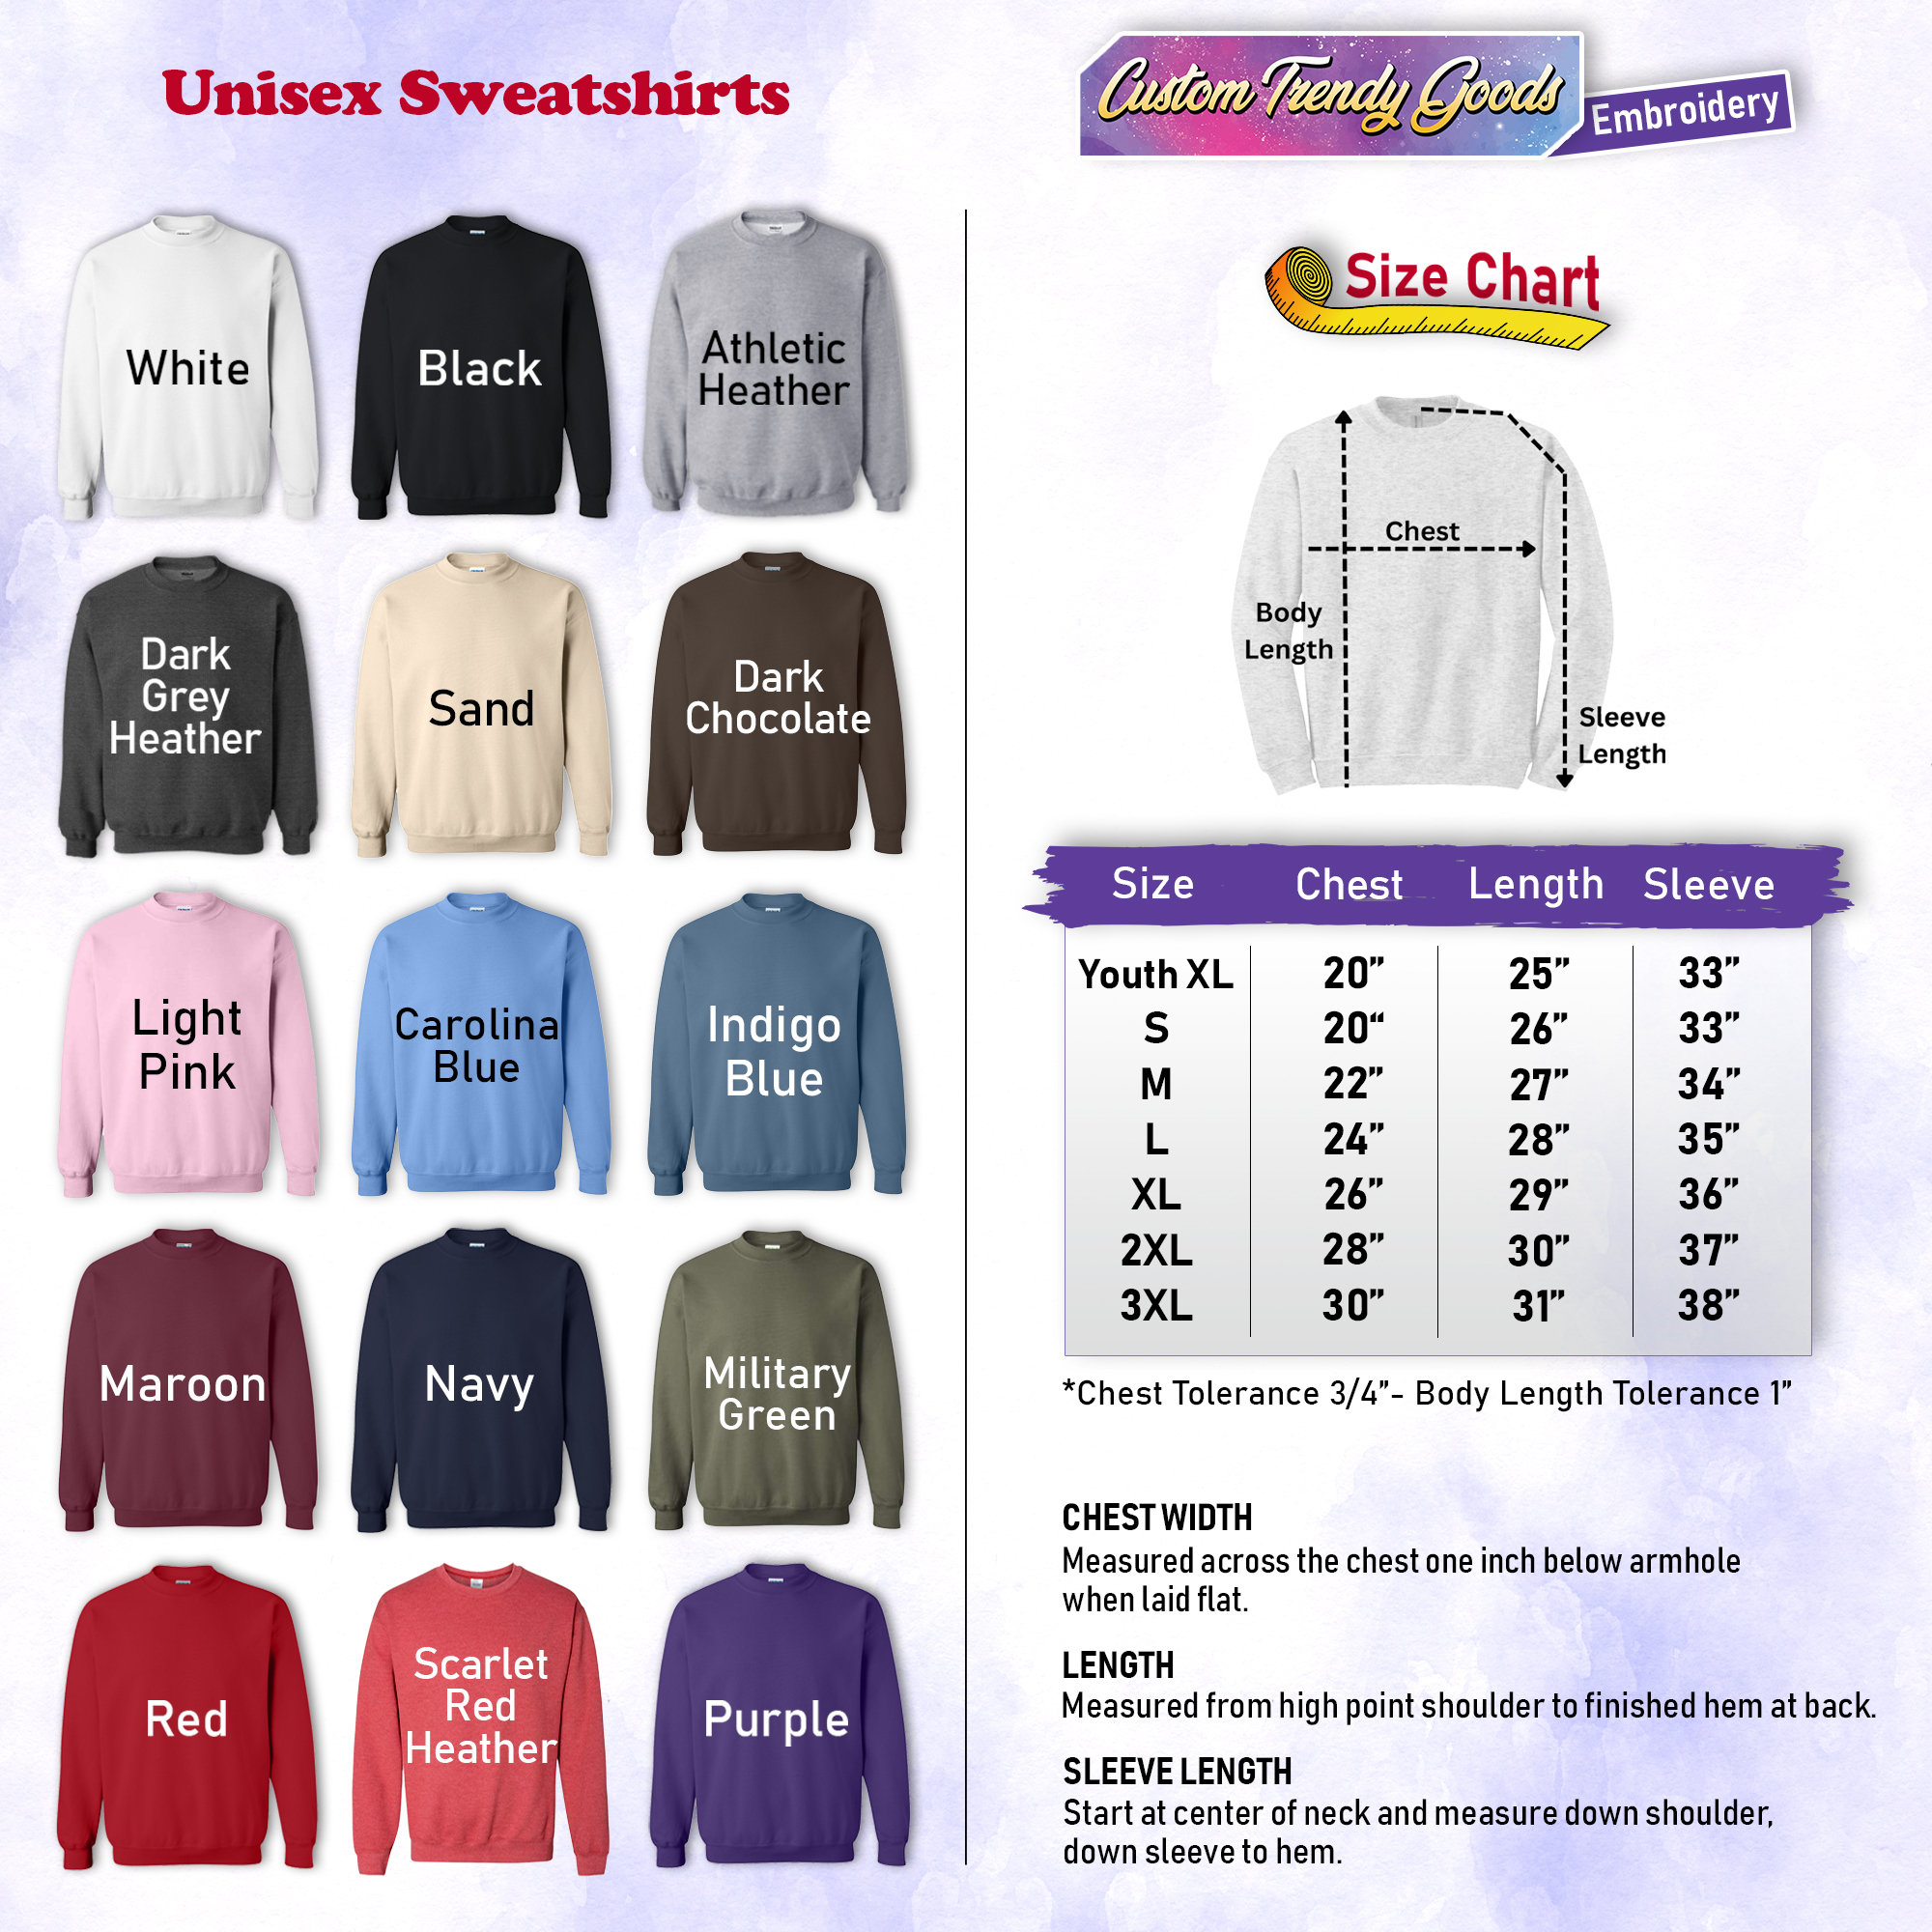 Unisex Sweatshirts
Custom Trendy Goods
Embroidery
White
Black
Athletic
Heather
Dark
Grey
Heather
Sand
Dark
Chocolate
Light
Pink
Carolina
Blue
Indigo
Blue
Maroon
Navy
Military
Green
Red
Scarlet
Red
Heather
Purple
Size Chart
Chest
Body
Length
Sleeve
Length
Size Chest Length Sleeve
Youth XL 20” 25” 33”
S 20“ 26” 33”
M 22” 27” 34”
L 24” 28” 35”
XL 26” 29” 36”
2XL 28” 30” 37”
3XL 30” 31” 38”
*Chest Tolerance 3/4”- Body Length Tolerance 1”
CHEST WIDTH
Measured across the chest one inch below armhole
when laid flat.
LENGTH
Measured from high point shoulder to finished hem at back.
SLEEVE LENGTH
Start at center of neck and measure down shoulder,
down sleeve to hem.